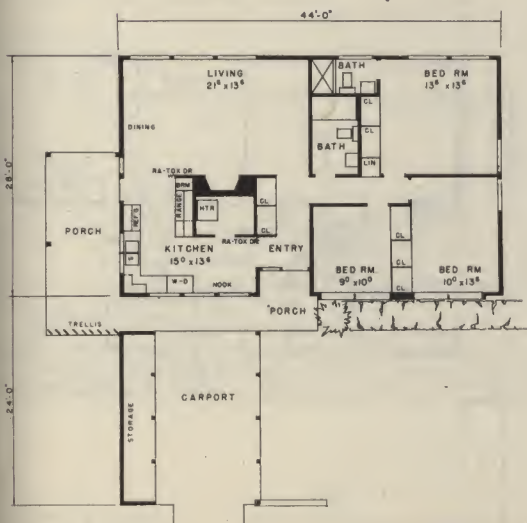 44'-0"
BATH
LIVING
21⁶ x 13⁶
BED RM
13⁶ x 13⁶
CL
DINING
CL
BATH
28'-0"
LIN
RA-TOX DR
BRM
RANGE
HTR
CL
REF'G
PORCH
CL
RA-TOX DR
CL
KITCHEN
15⁰ x 13⁶
ENTRY
CL
S
BED RM
9⁰ x 10⁰
BED RM
10⁰ x 13⁶
W-D
NOOK
CL
PORCH
TRELLIS
24'-0"
CARPORT
STORAGE